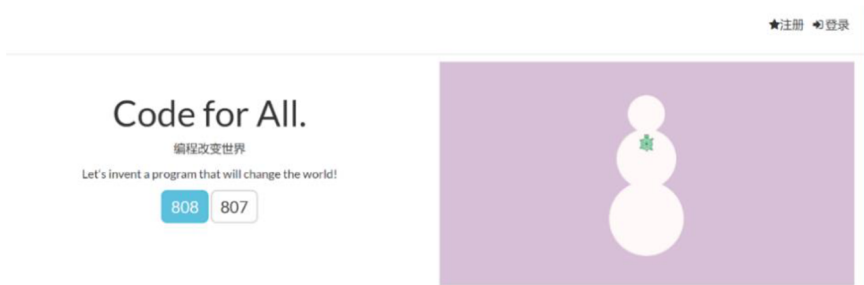 注册 登录
Code for All.
编程改变世界
Let's invent a program that will change the world!
808 807